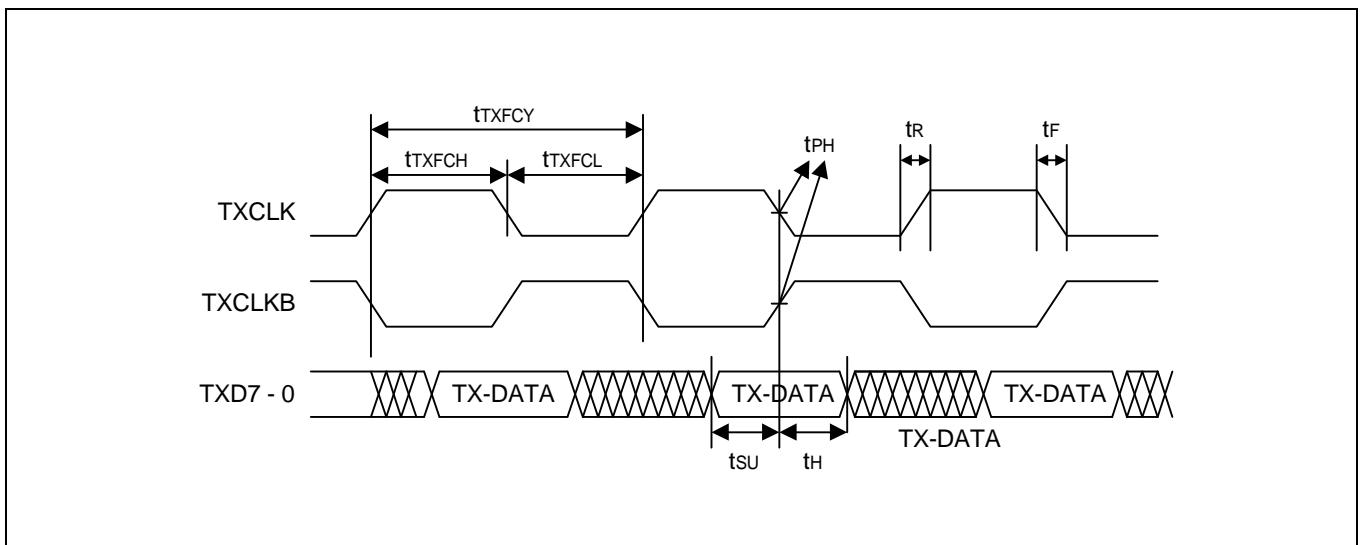 tTXFCY
tR
tF
tPH
tTXFCH
tTXFCL
TXCLK
TXCLKB
TXD7 - 0
TX-DATA
TX-DATA
TX-DATA
TX-DATA
tSU
tH